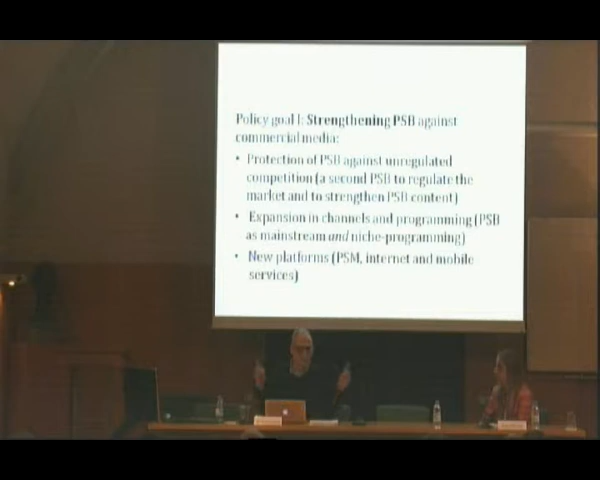 Policy goal I: Strengthening PSB against
commercial media:
• Protection of PSB against unregulated
competition (a second PSB to regulate the
market and to strengthen PSB content)
• Expansion in channels and programming (PSB
as mainstream and niche-programming)
• New platforms (PSM, internet and mobile
services)